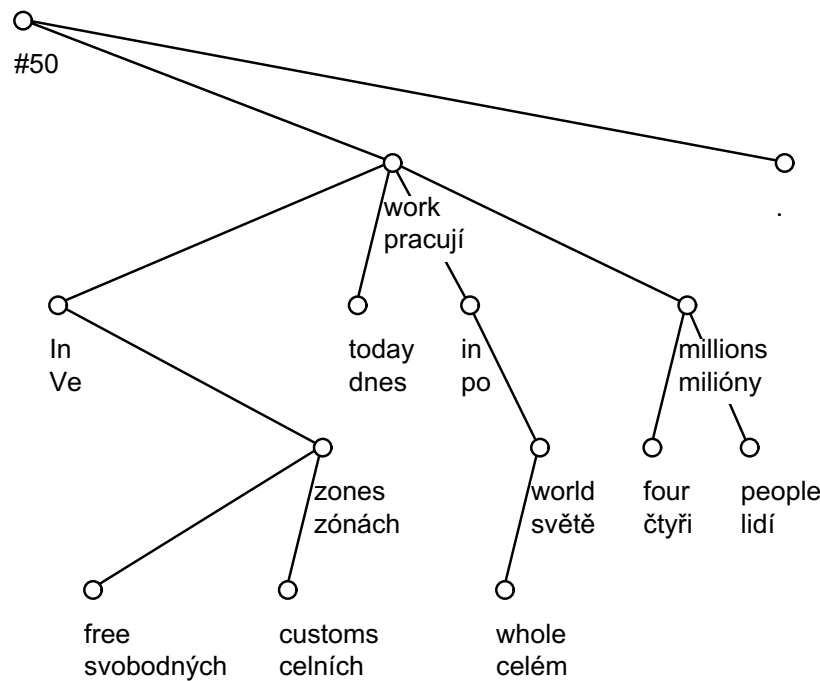 #50
work
pracují
.
In
Ve
today
dnes
in
po
millions
milióny
zones
zónách
world
světě
four
čtyři
people
lidí
free
svobodných
customs
celních
whole
celém